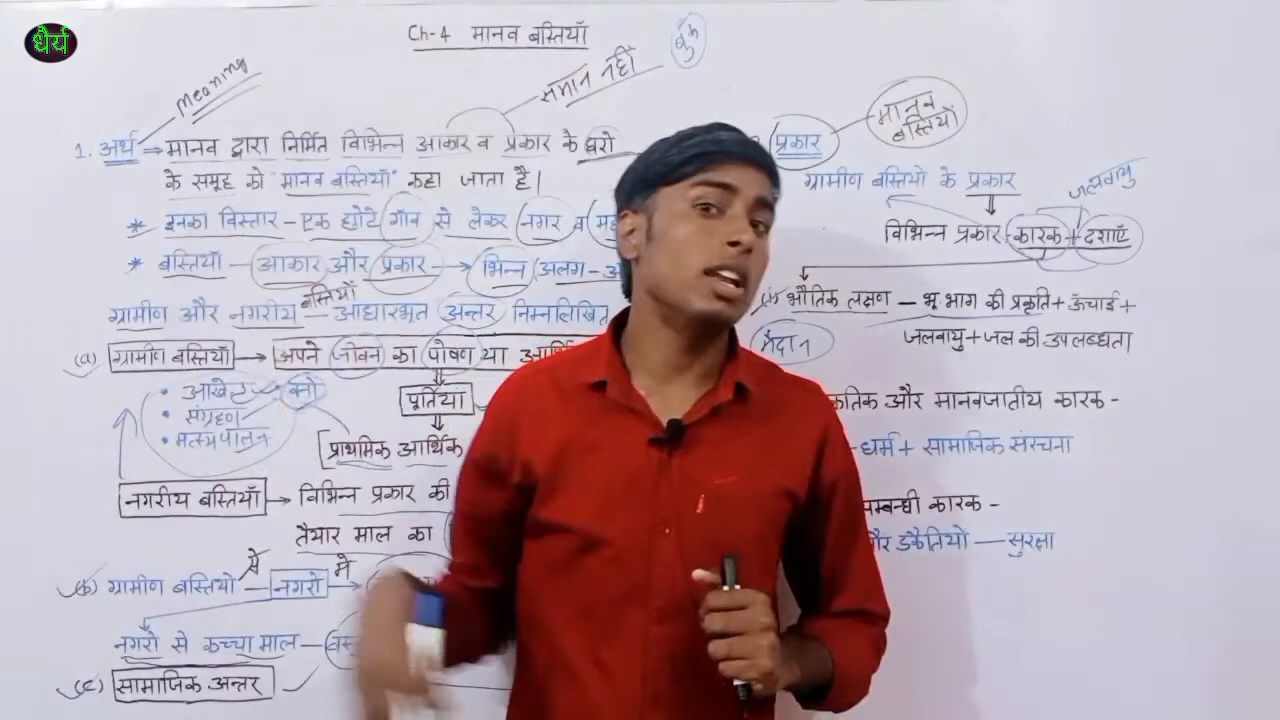 धैर्य
Ch-4 मानव बस्तियाँ
Meaning
समान नहीं
1. अर्थ ⇒ मानव द्वारा निर्मित विभिन्न आकार व प्रकार के घरो
के समूह को "मानव बस्तियाँ" कहा जाता है।
* इनका विस्तार - एक छोटे गाँव से लेकर नगर व
* बस्तियाँ — आकार और प्रकार → भिन्न (अलग -
बस्तियों
ग्रामीण और नगरीय - आधारभूत अन्तर निम्नलिखित
(a) ग्रामीण बस्तियाँ → अपने जीवन का पोषण या
• आखेट
• संग्रहण
• मत्स्यपालन
पूर्तियां
[प्राथमिक आर्थिक
नगरीय बस्तियाँ → विभिन्न प्रकार की
तैयार माल का
(b) ग्रामीण बस्तियो से — नगरो में →
नगरो से कच्चा माल —
(c) सामाजिक अन्तर
प्रकार
मानव
बस्तियों
ग्रामीण बस्तियों के प्रकार
जलवायु
विभिन्न प्रकार कारक + दशाएँ
भौतिक लक्षण — भू भाग की प्रकृति + ऊँचाई +
मैदान
जलवायु + जल की उपलब्धता
और मानवजातीय कारक -
धर्म + सामाजिक संरचना
कारक -
डकैतियो — सुरक्षा